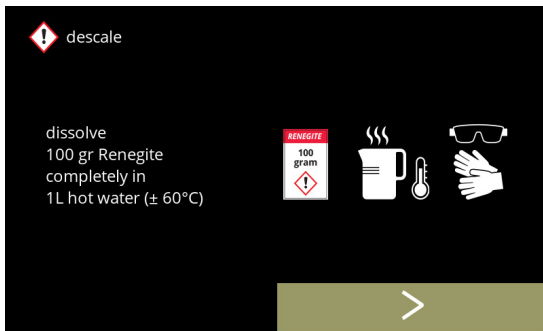 descale
dissolve
100 gr Renegite
completely in
1L hot water (± 60°C)
RENEGITE
100
gram